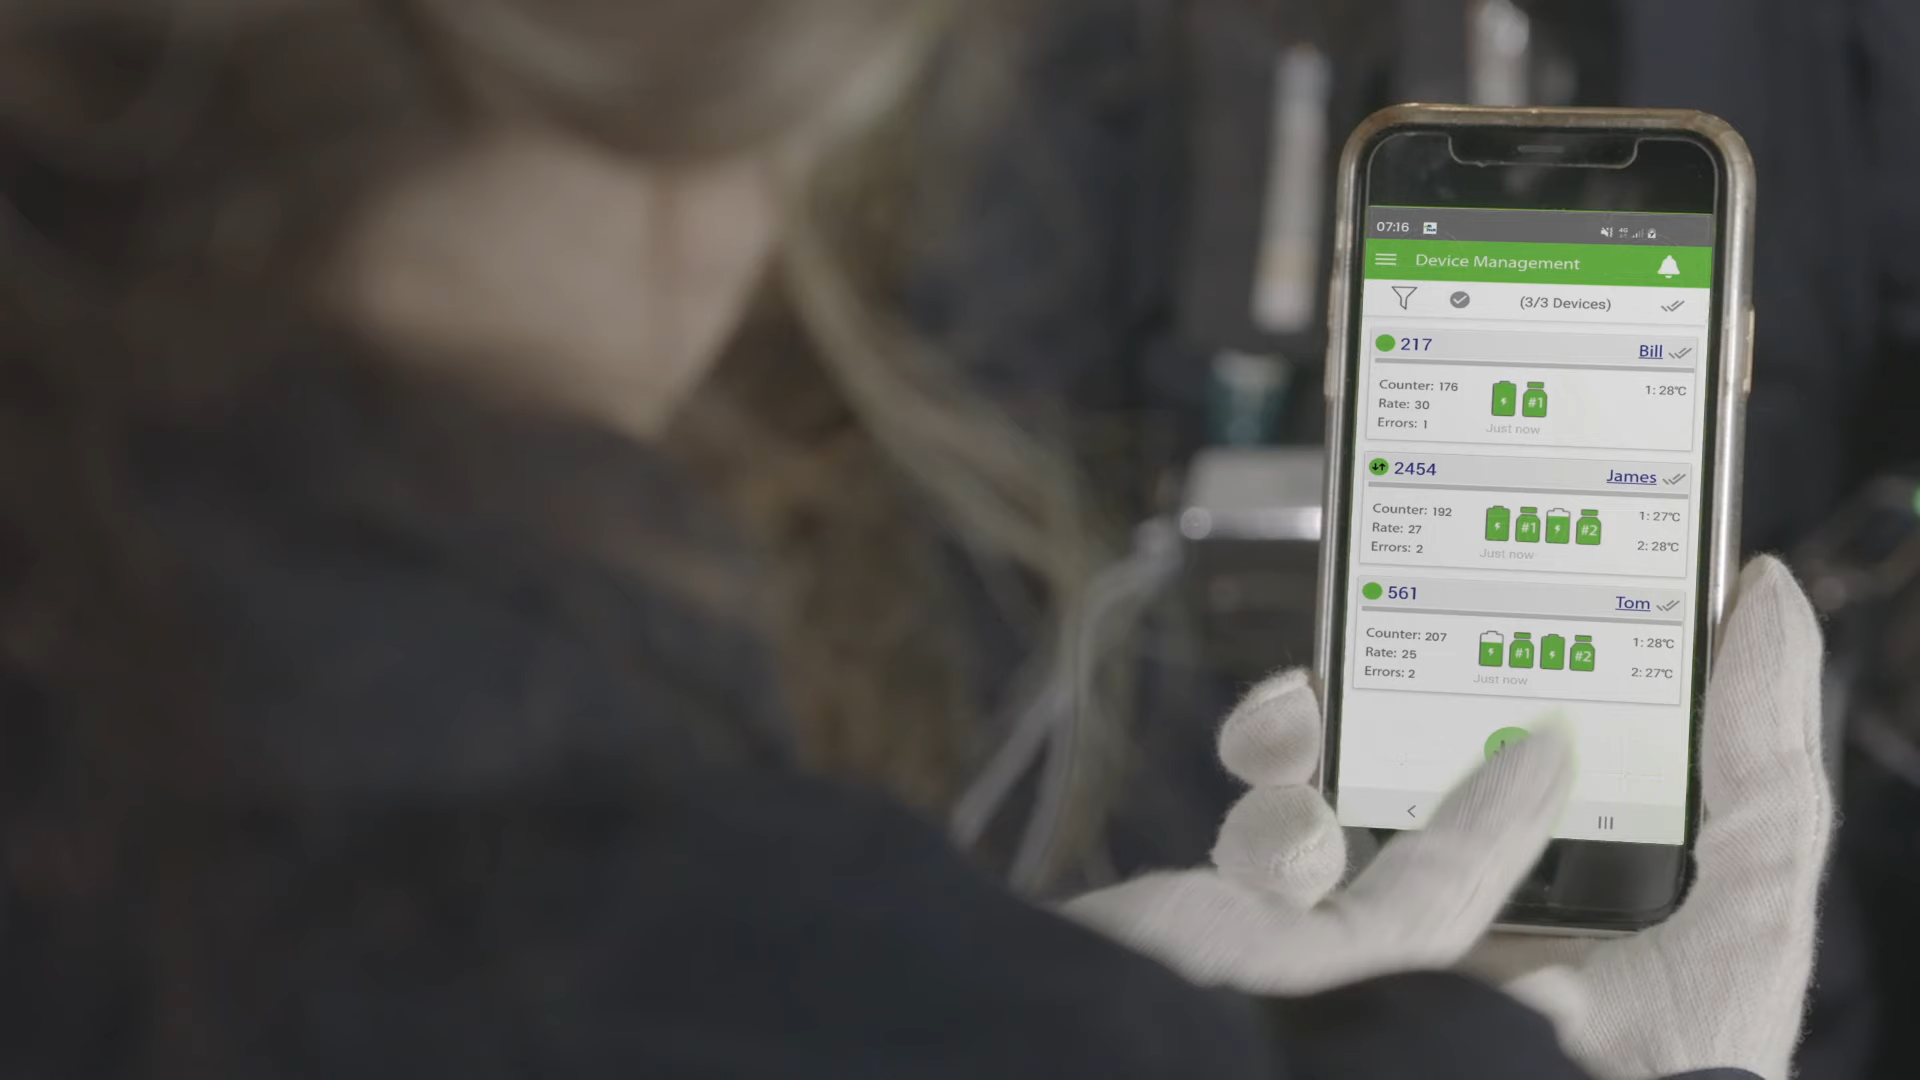 07:16
4G
Device Management
(3/3 Devices)
217 Bill
Counter: 176
Rate: 30
Errors: 1
#1
Just now
1: 28°C
2454 James
Counter: 192
Rate: 27
Errors: 2
#1 #2
Just now
1: 27°C
2: 28°C
561 Tom
Counter: 207
Rate: 25
Errors: 2
#1 #2
Just now
1: 28°C
2: 27°C